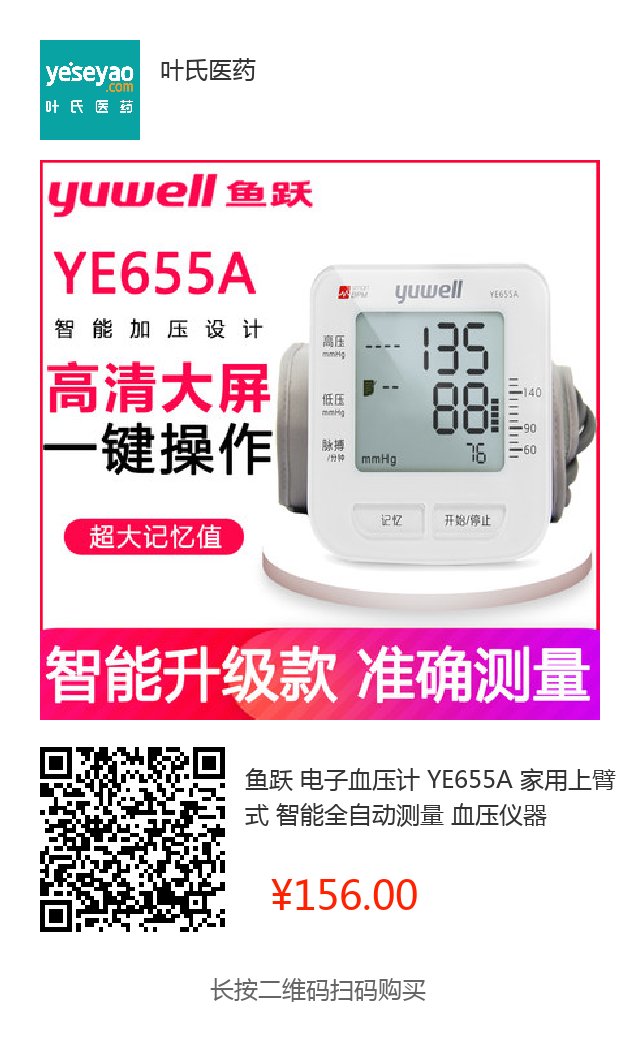 yeseyao
.com
叶氏医药
叶氏医药
yuwell 鱼跃
YE655A
智能加压设计
高清大屏
一键操作
超大记忆值
BPM
yuwell
YE655A
高压
mmHg
---- 135
低压
mmHg
-- 88
脉搏
/分钟
mmHg
76
140
90
60
记忆
开始/停止
智能升级款 准确测量
鱼跃 电子血压计 YE655A 家用上臂
式 智能全自动测量 血压仪器
¥156.00
长按二维码扫码购买